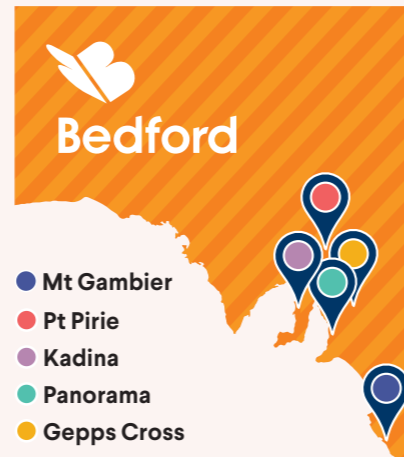 Bedford
Mt Gambier
Pt Pirie
Kadina
Panorama
Gepps Cross